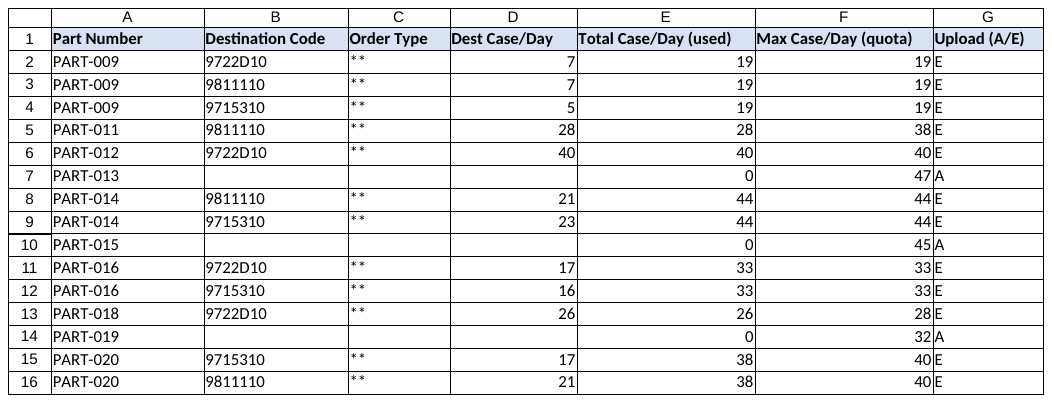 A B C D E F G
1 Part Number Destination Code Order Type Dest Case/Day Total Case/Day (used) Max Case/Day (quota) Upload (A/E)
2 PART-009 9722D10 ** 7 19 19 E
3 PART-009 9811110 ** 7 19 19 E
4 PART-009 9715310 ** 5 19 19 E
5 PART-011 9811110 ** 28 28 38 E
6 PART-012 9722D10 ** 40 40 40 E
7 PART-013 0 47 A
8 PART-014 9811110 ** 21 44 44 E
9 PART-014 9715310 ** 23 44 44 E
10 PART-015 0 45 A
11 PART-016 9722D10 ** 17 33 33 E
12 PART-016 9715310 ** 16 33 33 E
13 PART-018 9722D10 ** 26 26 28 E
14 PART-019 0 32 A
15 PART-020 9715310 ** 17 38 40 E
16 PART-020 9811110 ** 21 38 40 E